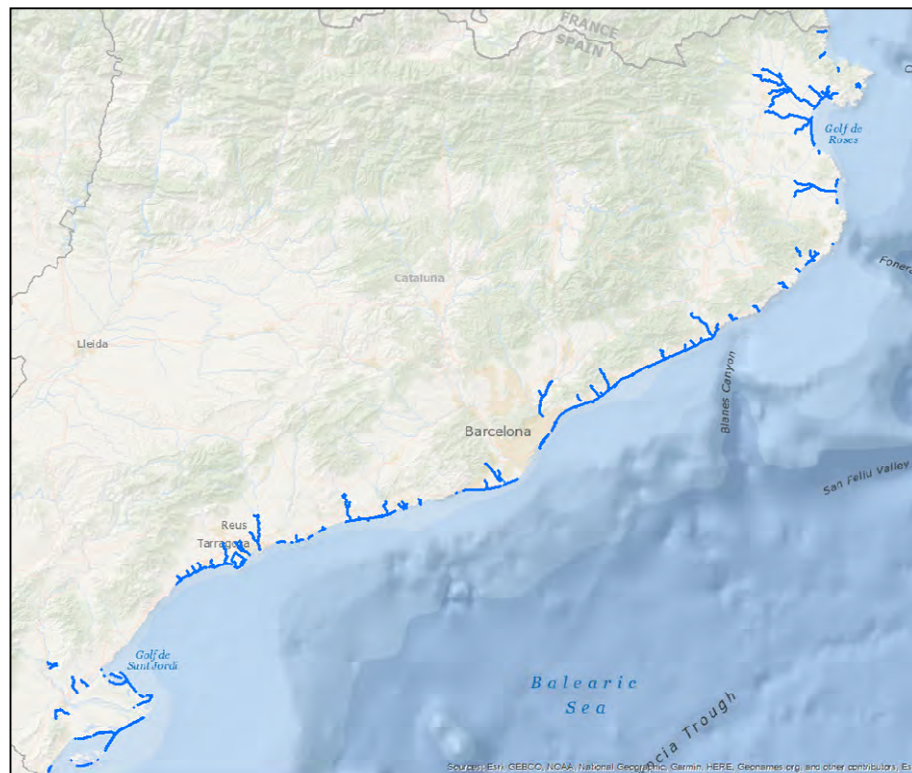 FRANCE
SPAIN
Golf de
Roses
Cataluna
Lleida
Blanes Canyon
Barcelona
San Feliu Valley
Reus
Tarragona
Golf de
Sant Jordi
Balearic
Sea
Trough
Sources: Esri, GEBCO, NOAA, National Geographic, Garmin, HERE, Geonames.org, and other contributors, Es